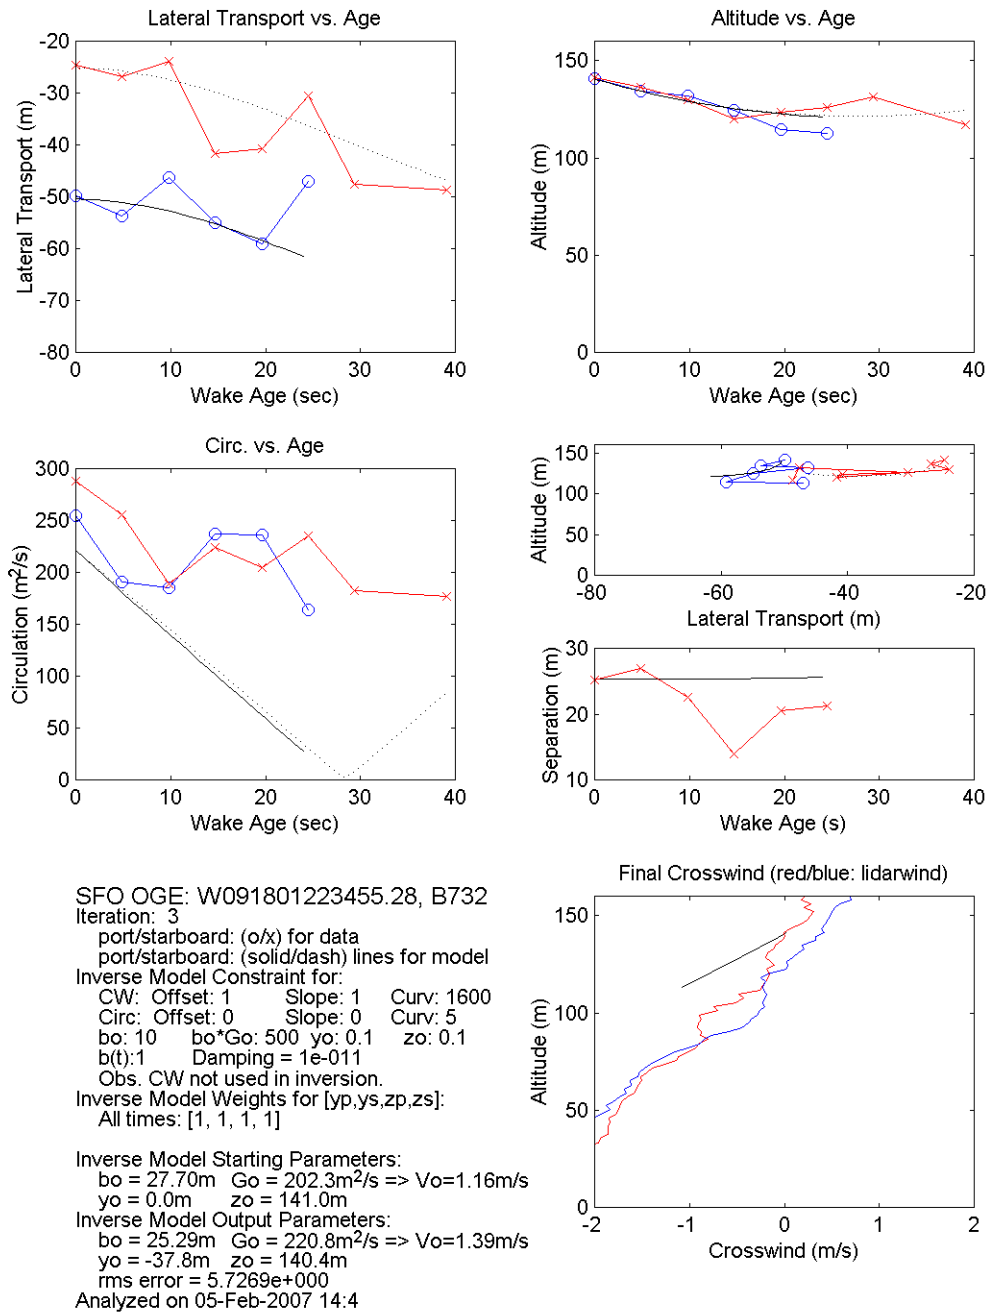 Lateral Transport vs. Age
-20
-30
-40
-50
-60
-70
-80
Lateral Transport (m)
0 10 20 30 40
Wake Age (sec)
Altitude vs. Age
150
100
50
0
Altitude (m)
0 10 20 30 40
Wake Age (sec)
Circ. vs. Age
300
250
200
150
100
50
0
Circulation (m²/s)
0 10 20 30 40
Wake Age (sec)
150
100
50
0
Altitude (m)
-80 -60 -40 -20
Lateral Transport (m)
30
20
10
Separation (m)
0 10 20 30 40
Wake Age (s)
SFO OGE: W091801223455.28, B732
Iteration: 3
port/starboard: (o/x) for data
port/starboard: (solid/dash) lines for model
Inverse Model Constraint for:
CW: Offset: 1 Slope: 1 Curv: 1600
Circ: Offset: 0 Slope: 0 Curv: 5
bo: 10 bo*Go: 500 yo: 0.1 zo: 0.1
b(t):1 Damping = 1e-011
Obs. CW not used in inversion.
Inverse Model Weights for [yp,ys,zp,zs]:
All times: [1, 1, 1, 1]
Inverse Model Starting Parameters:
bo = 27.70m Go = 202.3m²/s => Vo=1.16m/s
yo = 0.0m zo = 141.0m
Inverse Model Output Parameters:
bo = 25.29m Go = 220.8m²/s => Vo=1.39m/s
yo = -37.8m zo = 140.4m
rms error = 5.7269e+000
Analyzed on 05-Feb-2007 14:4
Final Crosswind (red/blue: lidarwind)
150
100
50
0
Altitude (m)
-2 -1 0 1 2
Crosswind (m/s)